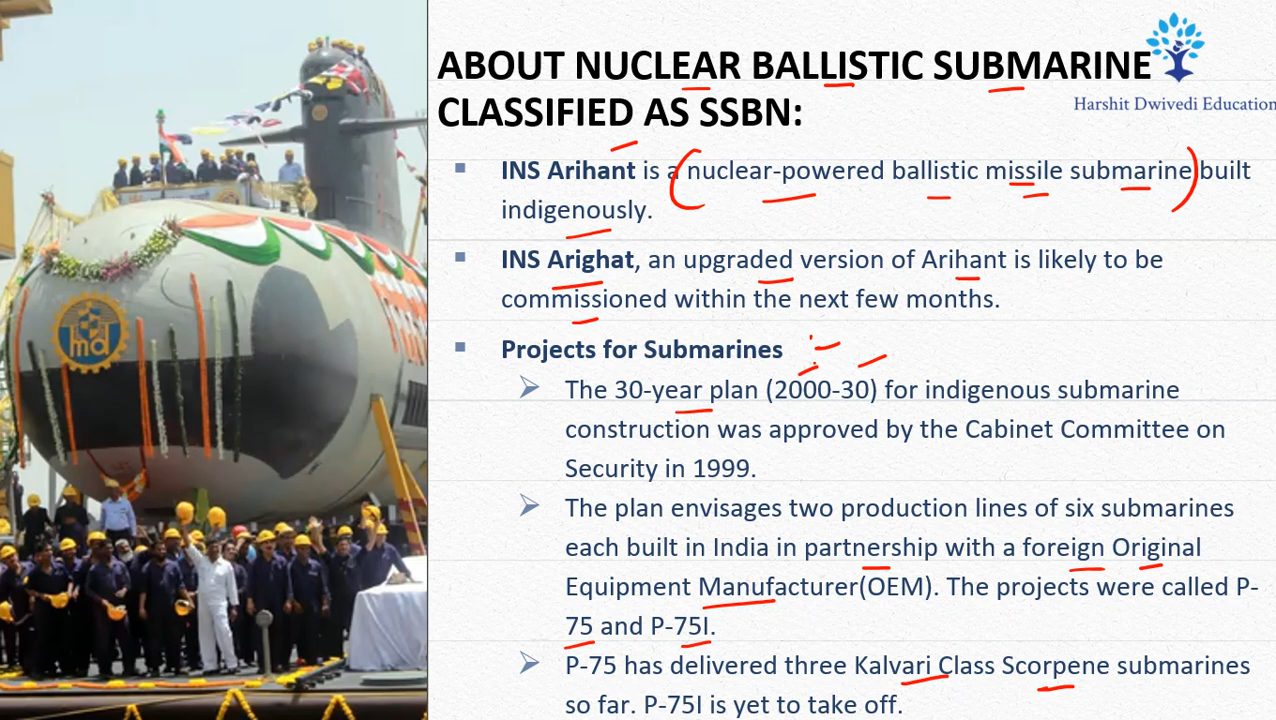 ABOUT NUCLEAR BALLISTIC SUBMARINE
CLASSIFIED AS SSBN:
Harshit Dwivedi Education
INS Arihant is a nuclear-powered ballistic missile submarine built
indigenously.
INS Arighat, an upgraded version of Arihant is likely to be
commissioned within the next few months.
Projects for Submarines
The 30-year plan (2000-30) for indigenous submarine
construction was approved by the Cabinet Committee on
Security in 1999.
The plan envisages two production lines of six submarines
each built in India in partnership with a foreign Original
Equipment Manufacturer(OEM). The projects were called P-
75 and P-75I.
P-75 has delivered three Kalvari Class Scorpene submarines
so far. P-75I is yet to take off.
md